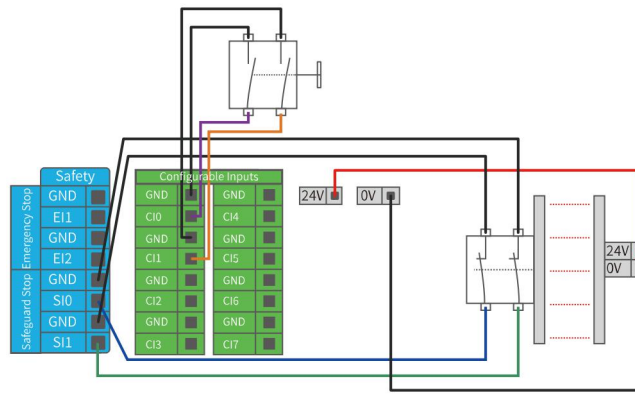 Safety
Emergency Stop
GND
EI1
GND
EI2
Safeguard Stop
GND
SI0
GND
SI1
Configurable Inputs
GND
GND
CI0
CI4
GND
GND
CI1
CI5
GND
GND
CI2
CI6
GND
GND
CI3
CI7
24V
0V
24V
0V